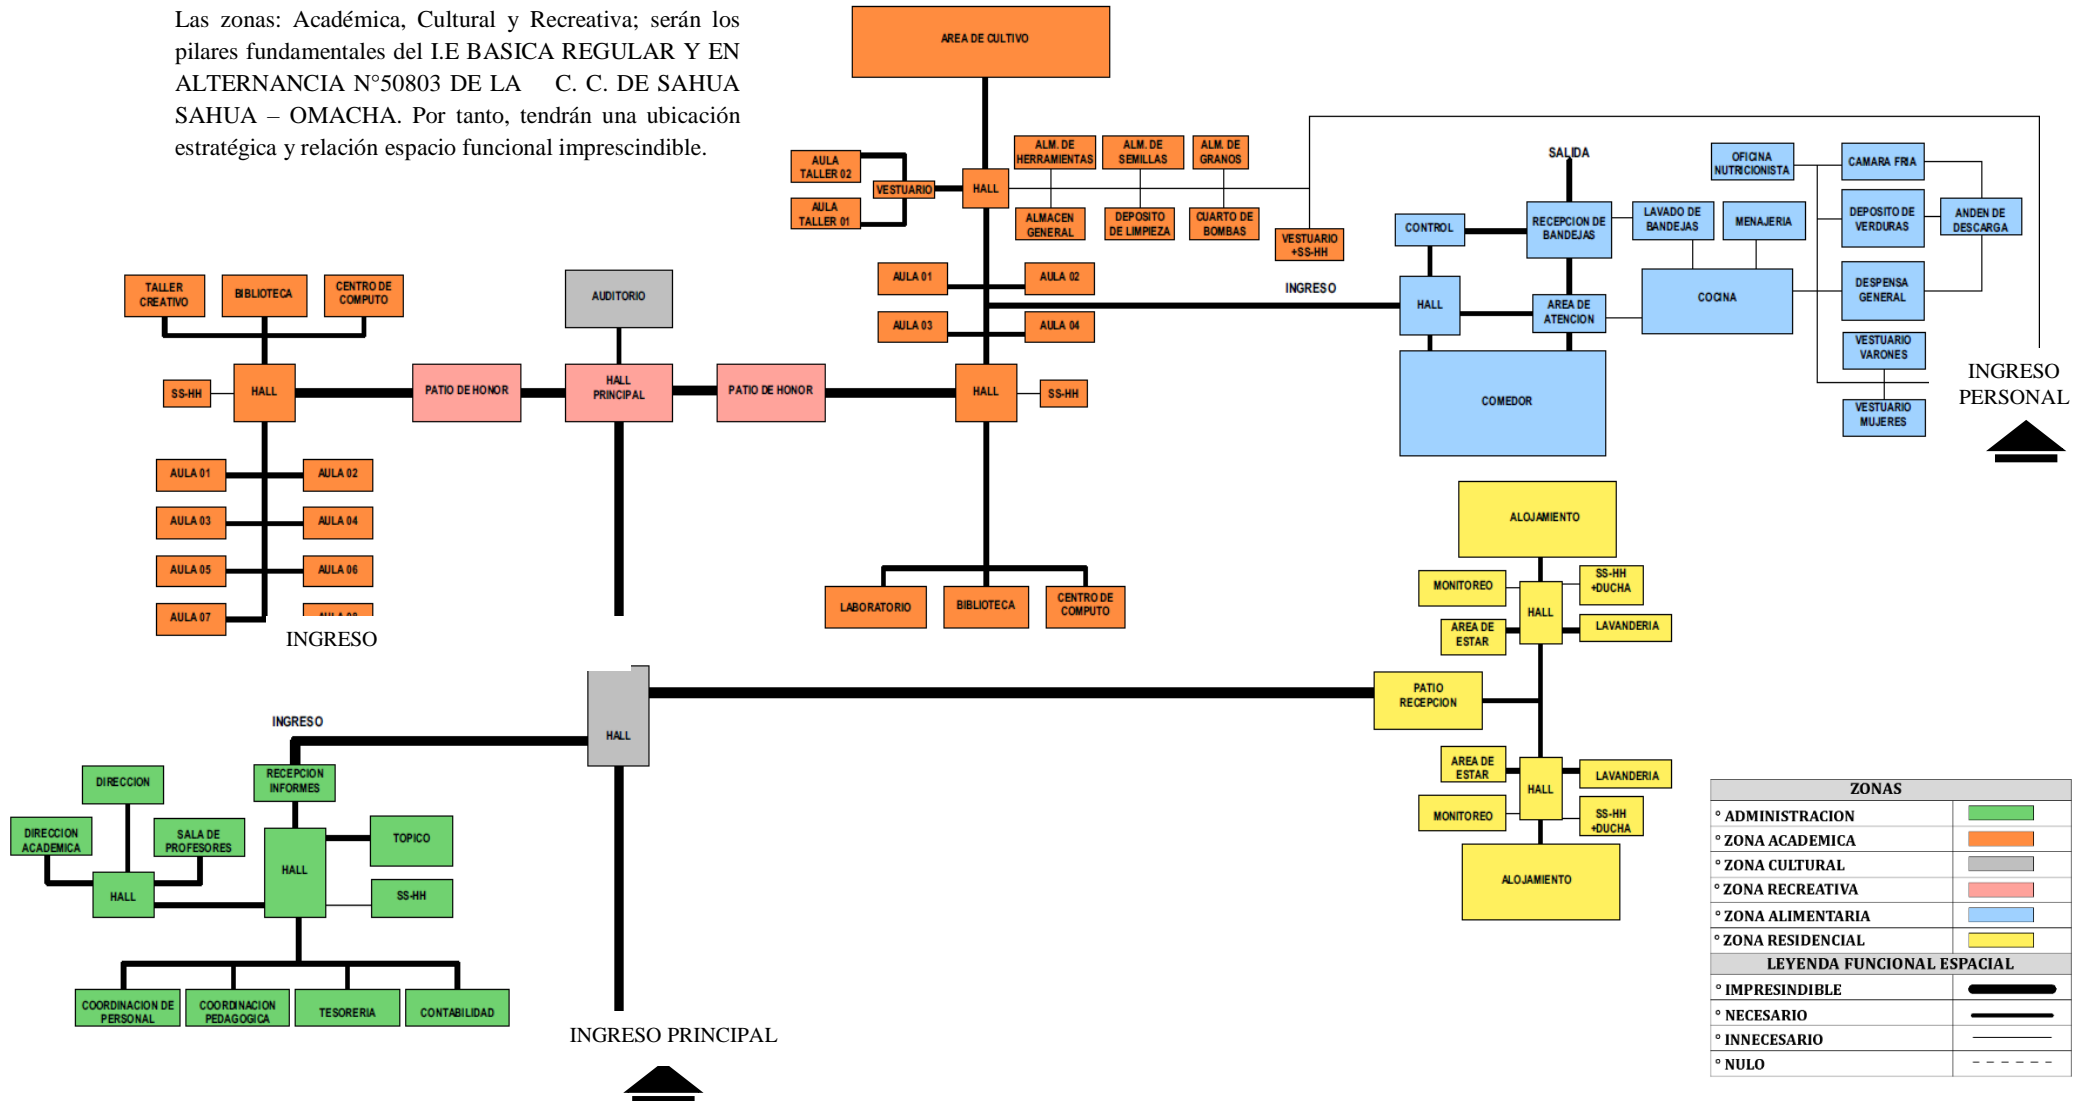 Las zonas: Académica, Cultural y Recreativa; serán los
pilares fundamentales del I.E BASICA REGULAR Y EN
ALTERNANCIA N°50803 DE LA C. C. DE SAHUA
SAHUA – OMACHA. Por tanto, tendrán una ubicación
estratégica y relación espacio funcional imprescindible.
AREA DE CULTIVO
AULA
TALLER 02
AULA
TALLER 01
VESTUARIO
HALL
ALM. DE
HERRAMIENTAS
ALM. DE
SEMILLAS
ALM. DE
GRANOS
ALMACEN
GENERAL
DEPOSITO
DE LIMPIEZA
CUARTO DE
BOMBAS
VESTUARIO
+SS-HH
SALIDA
CONTROL
RECEPCION DE
BANDEJAS
LAVADO DE
BANDEJAS
MENAJERIA
OFICINA
NUTRICIONISTA
CAMARA FRIA
DEPOSITO DE
VERDURAS
ANDEN DE
DESCARGA
INGRESO
HALL
AREA DE
ATENCION
COCINA
DESPENSA
GENERAL
VESTUARIO
VARONES
VESTUARIO
MUJERES
COMEDOR
INGRESO
PERSONAL
TALLER
CREATIVO
BIBLIOTECA
CENTRO DE
COMPUTO
AUDITORIO
AULA 01
AULA 02
AULA 03
AULA 04
SS-HH
HALL
PATIO DE HONOR
HALL
PRINCIPAL
PATIO DE HONOR
HALL
SS-HH
AULA 01
AULA 02
AULA 03
AULA 04
AULA 05
AULA 06
AULA 07
INGRESO
LABORATORIO
BIBLIOTECA
CENTRO DE
COMPUTO
ALOJAMIENTO
MONITOREO
SS-HH
+DUCHA
HALL
AREA DE
ESTAR
LAVANDERIA
PATIO
RECEPCION
AREA DE
ESTAR
LAVANDERIA
HALL
MONITOREO
SS-HH
+DUCHA
ALOJAMIENTO
INGRESO
HALL
RECEPCION
INFORMES
DIRECCION
DIRECCION
ACADEMICA
SALA DE
PROFESORES
TOPICO
HALL
HALL
SS-HH
COORDINACION DE
PERSONAL
COORDINACION
PEDAGOGICA
TESORERIA
CONTABILIDAD
INGRESO PRINCIPAL
ZONAS
° ADMINISTRACION
° ZONA ACADEMICA
° ZONA CULTURAL
° ZONA RECREATIVA
° ZONA ALIMENTARIA
° ZONA RESIDENCIAL
LEYENDA FUNCIONAL ESPACIAL
° IMPRESINDIBLE
° NECESARIO
° INNECESARIO
° NULO